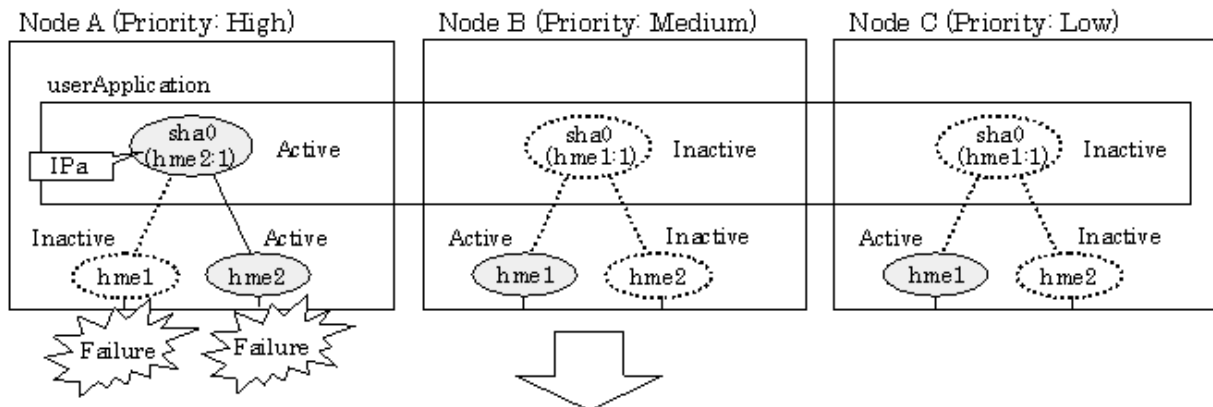 Node A (Priority: High)
Node B (Priority: Medium)
Node C (Priority: Low)
userApplication
sha0
(hme2:1)
Active
IPa
sha0
(hme1:1)
Inactive
sha0
(hme1:1)
Inactive
Inactive
Active
hme1
hme2
Active
Inactive
hme1
hme2
Active
Inactive
hme1
hme2
Failure
Failure